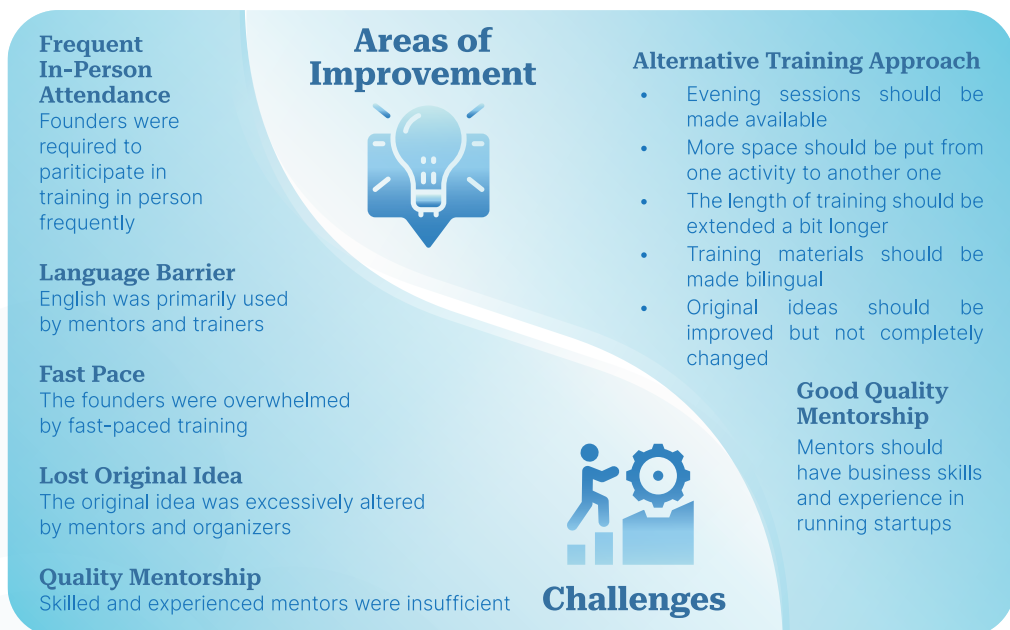 Areas of
Improvement
Frequent
In-Person
Attendance
Founders were
required to
pariticipate in
training in person
frequently
Language Barrier
English was primarily used
by mentors and trainers
Fast Pace
The founders were overwhelmed
by fast-paced training
Lost Original Idea
The original idea was excessively altered
by mentors and organizers
Quality Mentorship
Skilled and experienced mentors were insufficient
Alternative Training Approach
• Evening sessions should be
made available
• More space should be put from
one activity to another one
• The length of training should be
extended a bit longer
• Training materials should be
made bilingual
• Original ideas should be
improved but not completely
changed
Good Quality
Mentorship
Mentors should
have business skills
and experience in
running startups
Challenges